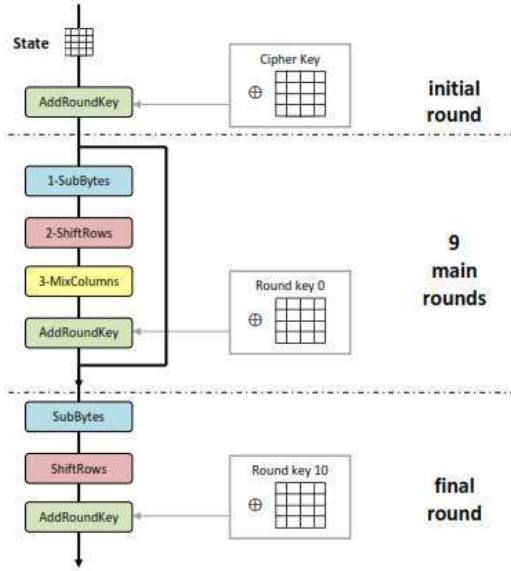 State
Cipher Key
⊕
AddRoundKey
initial
round
1-SubBytes
2-ShiftRows
3-MixColumns
9
main
rounds
Round key 0
⊕
AddRoundKey
SubBytes
ShiftRows
Round key 10
⊕
AddRoundKey
final
round